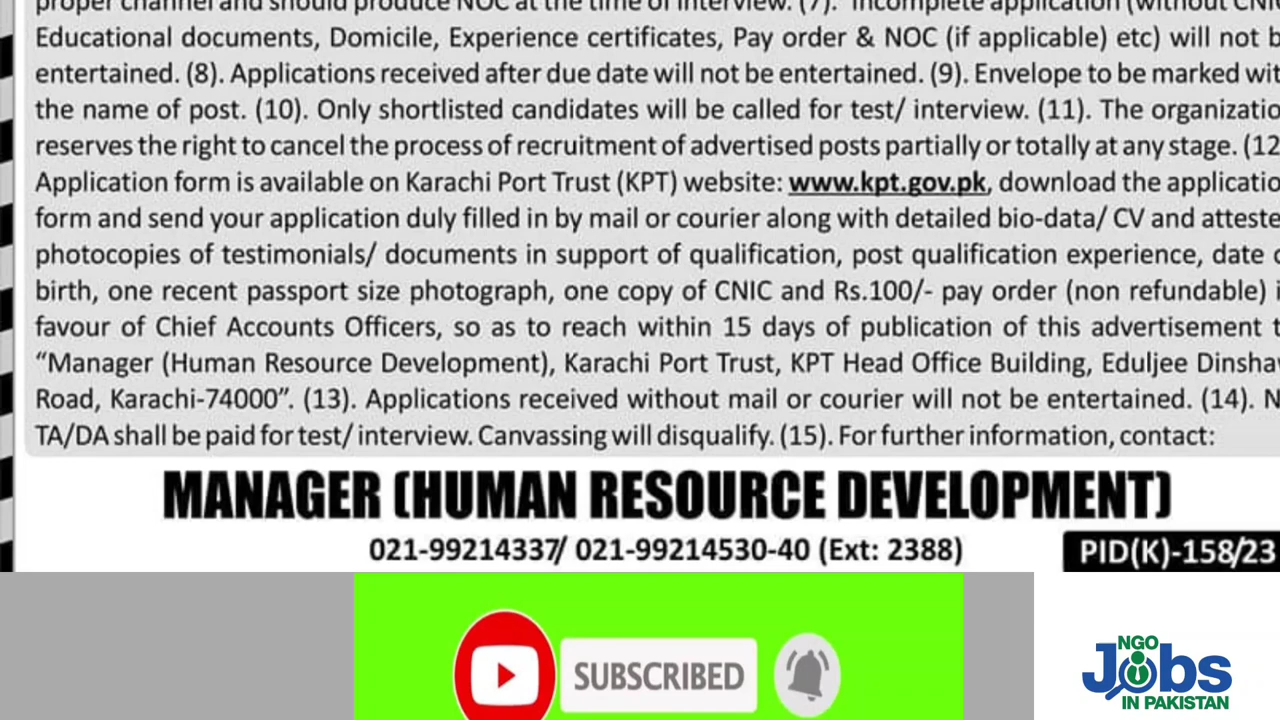 proper channel and should produce NOC at the time of interview. (7). Incomplete application (without CNIC
Educational documents, Domicile, Experience certificates, Pay order & NOC (if applicable) etc) will not b
entertained. (8). Applications received after due date will not be entertained. (9). Envelope to be marked wit
the name of post. (10). Only shortlisted candidates will be called for test/ interview. (11). The organizatio
reserves the right to cancel the process of recruitment of advertised posts partially or totally at any stage. (12
Application form is available on Karachi Port Trust (KPT) website: www.kpt.gov.pk, download the applicatio
form and send your application duly filled in by mail or courier along with detailed bio-data/ CV and atteste
photocopies of testimonials/ documents in support of qualification, post qualification experience, date o
birth, one recent passport size photograph, one copy of CNIC and Rs.100/- pay order (non refundable) i
favour of Chief Accounts Officers, so as to reach within 15 days of publication of this advertisement t
“Manager (Human Resource Development), Karachi Port Trust, KPT Head Office Building, Eduljee Dinshaw
Road, Karachi-74000”. (13). Applications received without mail or courier will not be entertained. (14). N
TA/DA shall be paid for test/ interview. Canvassing will disqualify. (15). For further information, contact:
MANAGER (HUMAN RESOURCE DEVELOPMENT)
021-99214337/ 021-99214530-40 (Ext: 2388)
PID(K)-158/23
SUBSCRIBED
NGO
Jobs
IN PAKISTAN